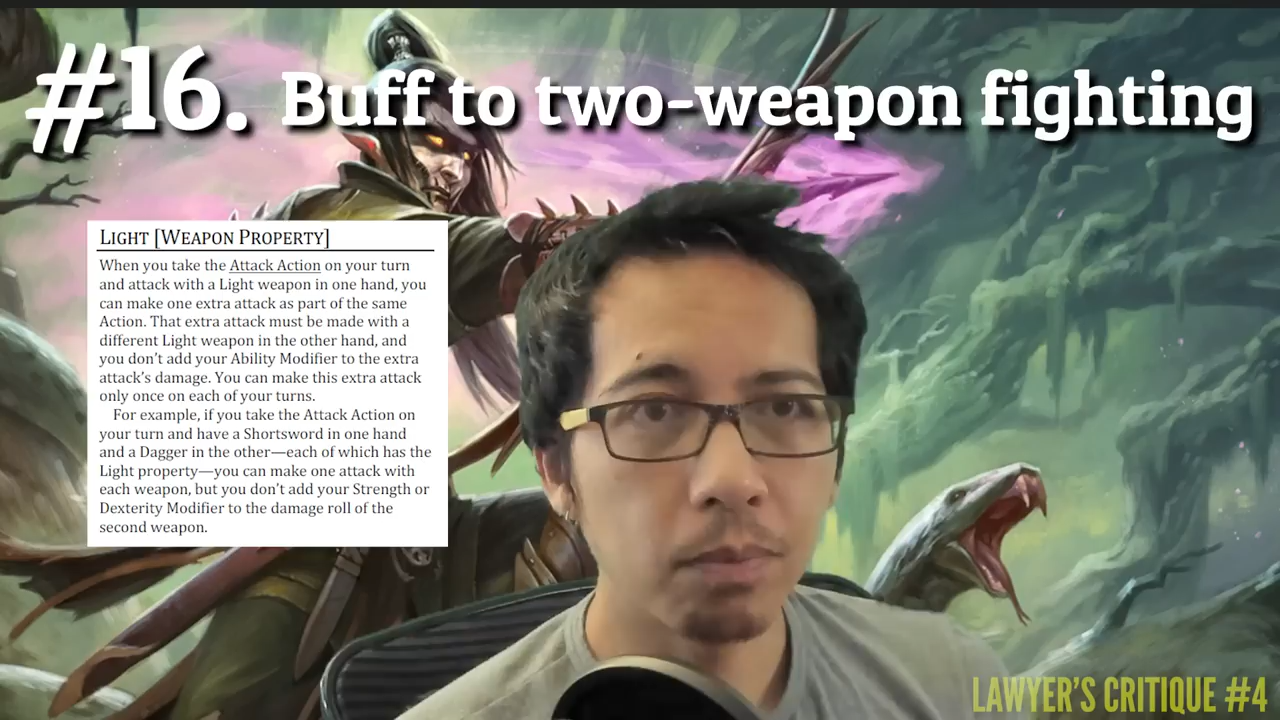 #16. Buff to two-weapon fighting
LIGHT [WEAPON PROPERTY]
When you take the Attack Action on your turn
and attack with a Light weapon in one hand, you
can make one extra attack as part of the same
Action. That extra attack must be made with a
different Light weapon in the other hand, and
you don’t add your Ability Modifier to the extra
attack’s damage. You can make this extra attack
only once on each of your turns.
For example, if you take the Attack Action on
your turn and have a Shortsword in one hand
and a Dagger in the other—each of which has the
Light property—you can make one attack with
each weapon, but you don’t add your Strength or
Dexterity Modifier to the damage roll of the
second weapon.
LAWYER’S CRITIQUE #4